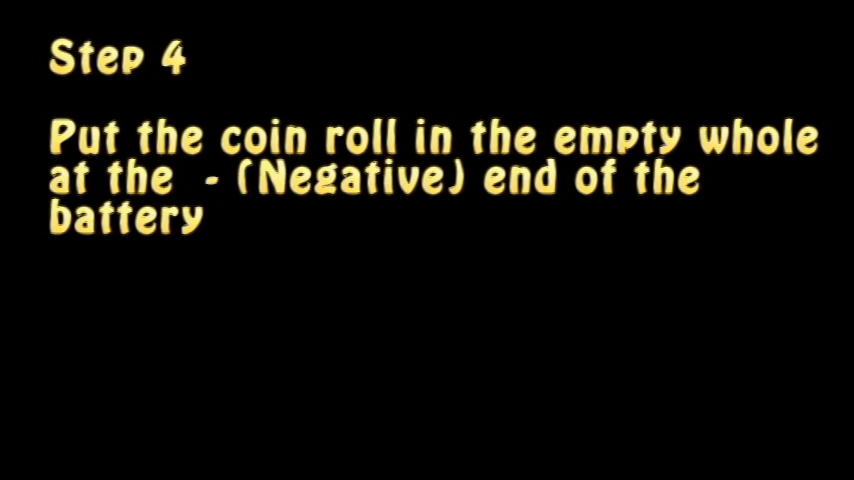 Step 4
Put the coin roll in the empty whole
at the - (Negative) end of the
battery